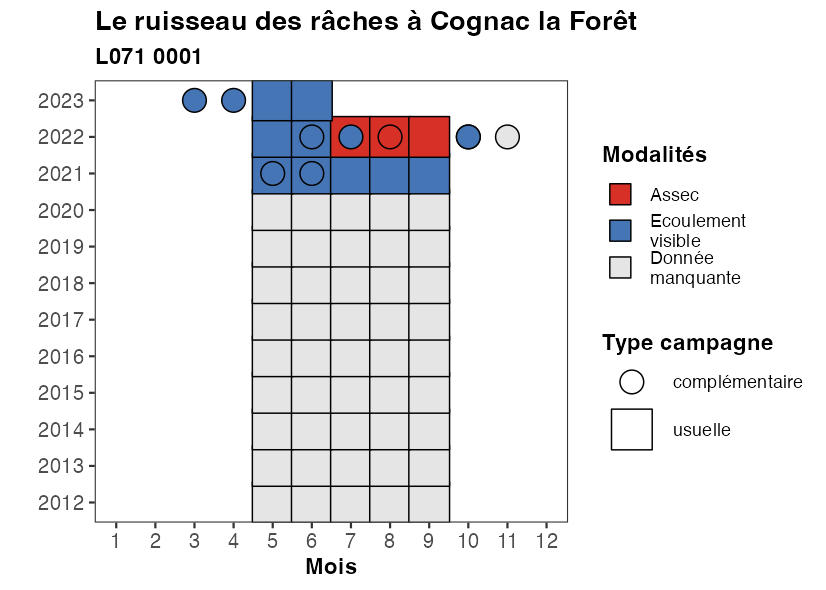 Le ruisseau des râches à Cognac la Forêt
L071 0001
2023
2022
2021
2020
2019
2018
2017
2016
2015
2014
2013
2012
1 2 3 4 5 6 7 8 9 10 11 12
Mois
Modalités
Assec
Ecoulement
visible
Donnée
manquante
Type campagne
complémentaire
usuelle